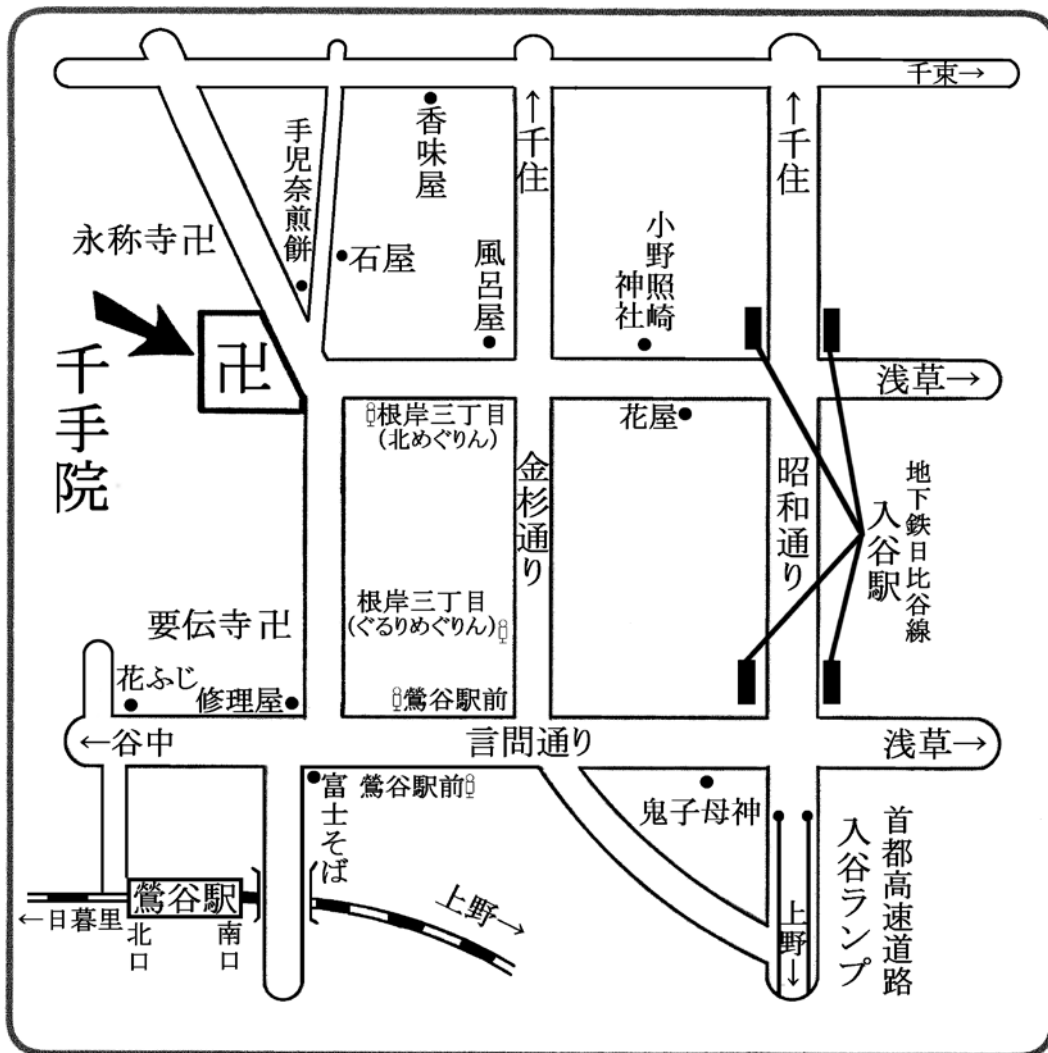 千束→
←千住
←千住
香味屋
手児奈煎餅
永称寺卍
石屋
風呂屋
小野照崎
神社
卍
千手院
浅草→
根岸三丁目
(北めぐりん)
花屋
金杉通り
昭和通り
入谷駅
地下鉄日比谷線
根岸三丁目
(ぐるりめぐりん)
要伝寺卍
花ふじ
修理屋
鶯谷駅前
←谷中
言問通り
浅草→
富士そば
鶯谷駅前
鬼子母神
首都高速道路
入谷ランプ
鶯谷駅
←日暮里
北口
南口
上野→
上野→